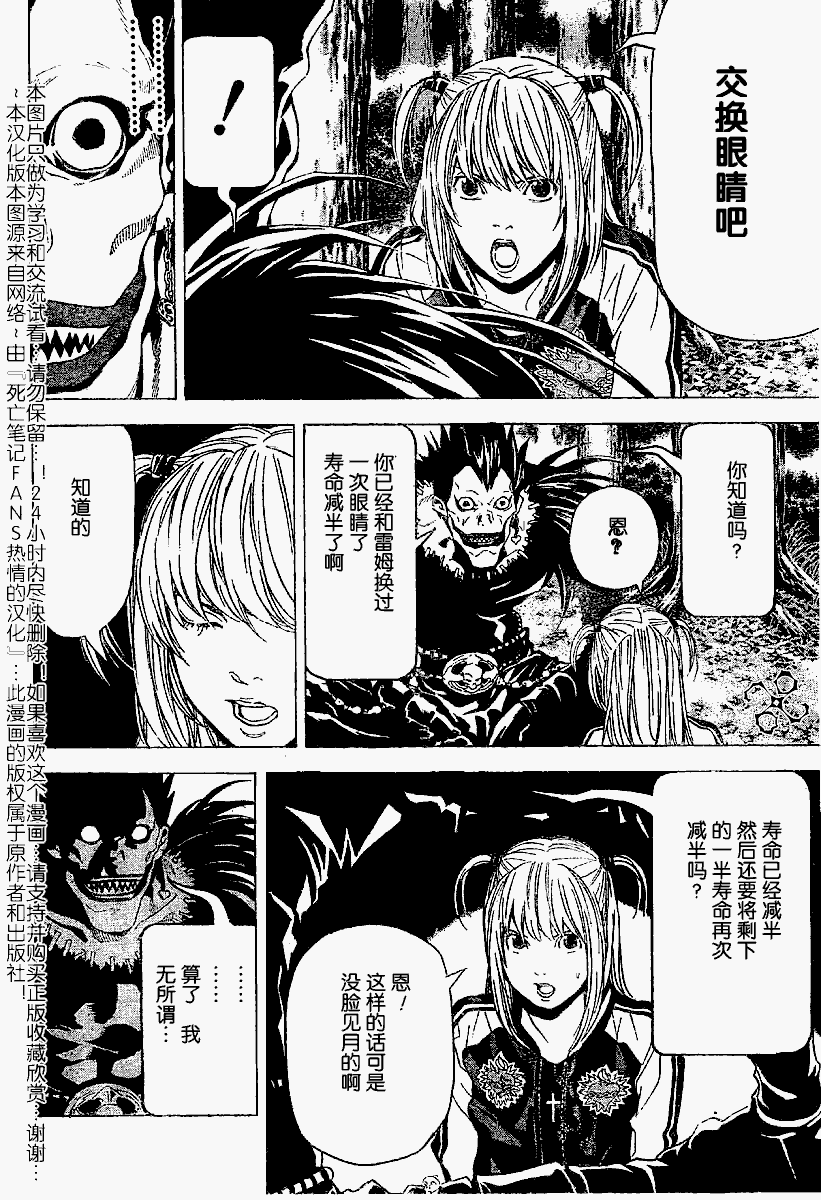 交换眼睛吧
！
…………
…………
你知道吗？
恩？
你已经和雷姆换过
一次眼睛了
寿命减半了啊
知道的
寿命已经减半
然后还要将剩下
的一半寿命再次
减半吗？
恩！
这样的话可是
没脸见月的啊
……
……
算了 我
无所谓…
本图片只做为学习和交流试看…请勿保留…！24小时内尽快删除！如果喜欢这个漫画…请支持并购买正版收藏欣赏…谢谢…
~本汉化版本图源来自网络~由『死亡笔记FANS热情的汉化』…此漫画的版权属于原作者和出版社！